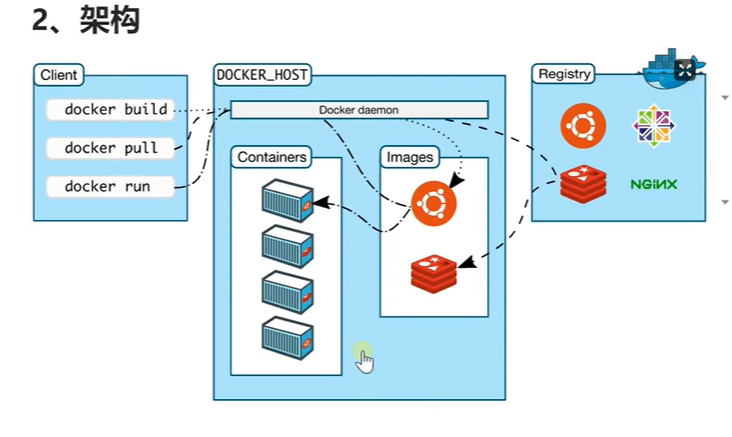 2、架构
Client
docker build
docker pull
docker run
DOCKER_HOST
Docker daemon
Containers
Images
Registry
NGINX